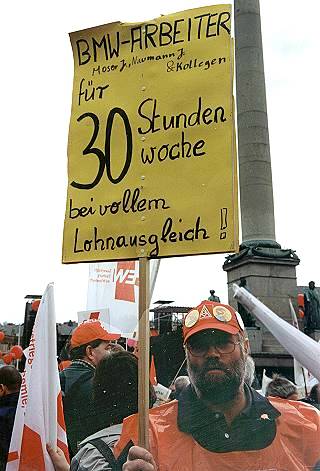 BMW-ARBEITER
Moser J., Naumann J.
& Kollegen
für
30 Stunden
woche
bei vollem
Lohnausgleich !